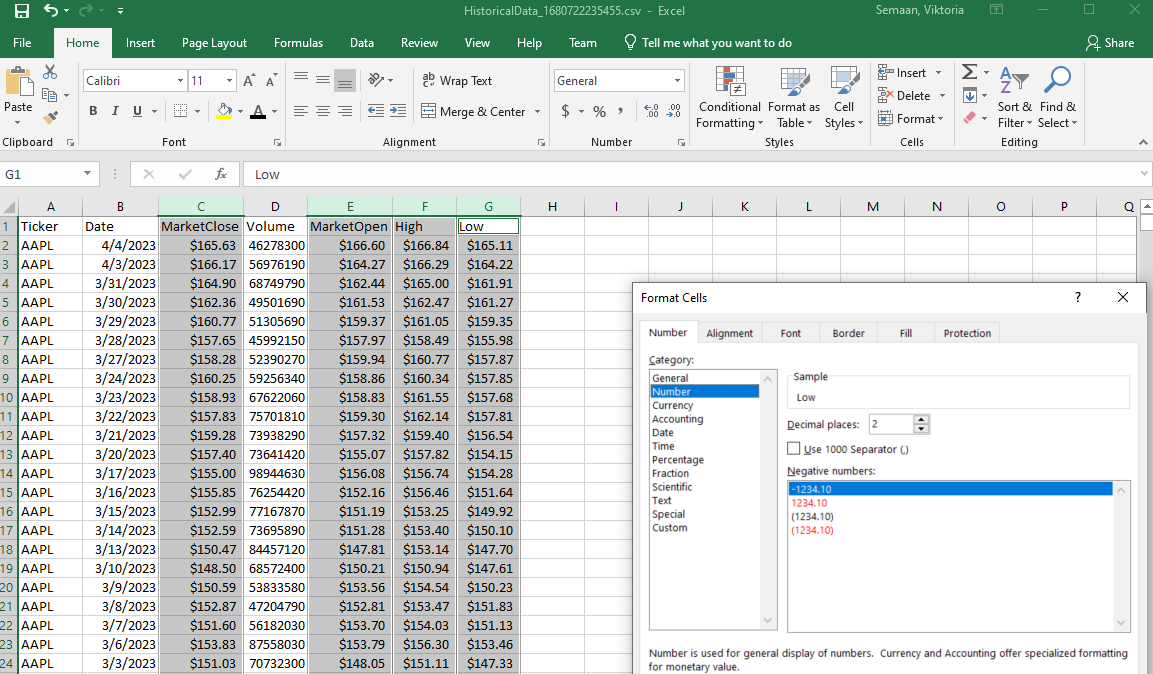 HistoricalData_1680722235455.csv - Excel
Semaan, Viktoria
File Home Insert Page Layout Formulas Data Review View Help Team Tell me what you want to do Share
Calibri 11 Wrap Text General Insert
Delete
Paste B I U Merge & Center $ % , Conditional Formatting Format as Table Cell Styles Format Sort & Filter Find & Select
Clipboard Font Alignment Number Styles Cells Editing
G1 fx Low
A B C D E F G H I J K L M N O P Q
1 Ticker Date MarketClose Volume MarketOpen High Low
2 AAPL 4/4/2023 $165.63 46278300 $166.60 $166.84 $165.11
3 AAPL 4/3/2023 $166.17 56976190 $164.27 $166.29 $164.22
4 AAPL 3/31/2023 $164.90 68749790 $162.44 $165.00 $161.91
5 AAPL 3/30/2023 $162.36 49501690 $161.53 $162.47 $161.27
6 AAPL 3/29/2023 $160.77 51305690 $159.37 $161.05 $159.35
7 AAPL 3/28/2023 $157.65 45992150 $157.97 $158.49 $155.98
8 AAPL 3/27/2023 $158.28 52390270 $159.94 $160.77 $157.87
9 AAPL 3/24/2023 $160.25 59256340 $158.86 $160.34 $157.85
10 AAPL 3/23/2023 $158.93 67622060 $158.83 $161.55 $157.68
11 AAPL 3/22/2023 $157.83 75701810 $159.30 $162.14 $157.81
12 AAPL 3/21/2023 $159.28 73938290 $157.32 $159.40 $156.54
13 AAPL 3/20/2023 $157.40 73641420 $155.07 $157.82 $154.15
14 AAPL 3/17/2023 $155.00 98944630 $156.08 $156.74 $154.28
15 AAPL 3/16/2023 $155.85 76254420 $152.16 $156.46 $151.64
16 AAPL 3/15/2023 $152.99 77167870 $151.19 $153.25 $149.92
17 AAPL 3/14/2023 $152.59 73695890 $151.28 $153.40 $150.10
18 AAPL 3/13/2023 $150.47 84457120 $147.81 $153.14 $147.70
19 AAPL 3/10/2023 $148.50 68572400 $150.21 $150.94 $147.61
20 AAPL 3/9/2023 $150.59 53833580 $153.56 $154.54 $150.23
21 AAPL 3/8/2023 $152.87 47204790 $152.81 $153.47 $151.83
22 AAPL 3/7/2023 $151.60 56182030 $153.70 $154.03 $151.13
23 AAPL 3/6/2023 $153.83 87558030 $153.79 $156.30 $153.46
24 AAPL 3/3/2023 $151.03 70732300 $148.05 $151.11 $147.33
Format Cells ?
Number Alignment Font Border Fill Protection
Category:
General
Number
Currency
Accounting
Date
Time
Percentage
Fraction
Scientific
Text
Special
Custom
Sample
Low
Decimal places: 2
Use 1000 Separator (,)
Negative numbers:
-1234.10
1234.10
(1234.10)
(1234.10)
Number is used for general display of numbers. Currency and Accounting offer specialized formatting
for monetary value.